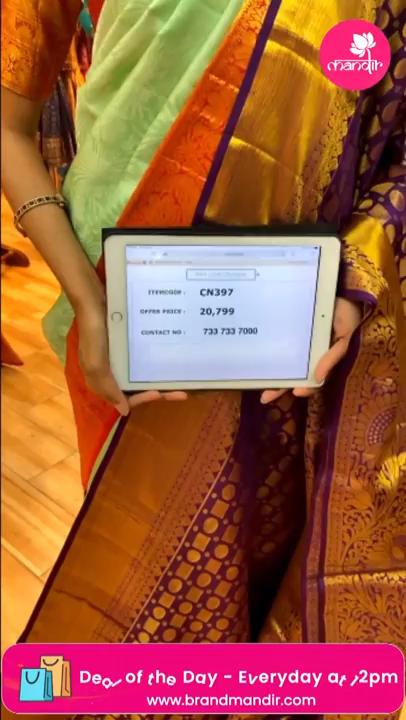 mandir
ITEMCODE : CN397
OFFER PRICE : 20,799
CONTACT NO : 733 733 7000
Deal of the Day - Everyday at 12pm
www.brandmandir.com